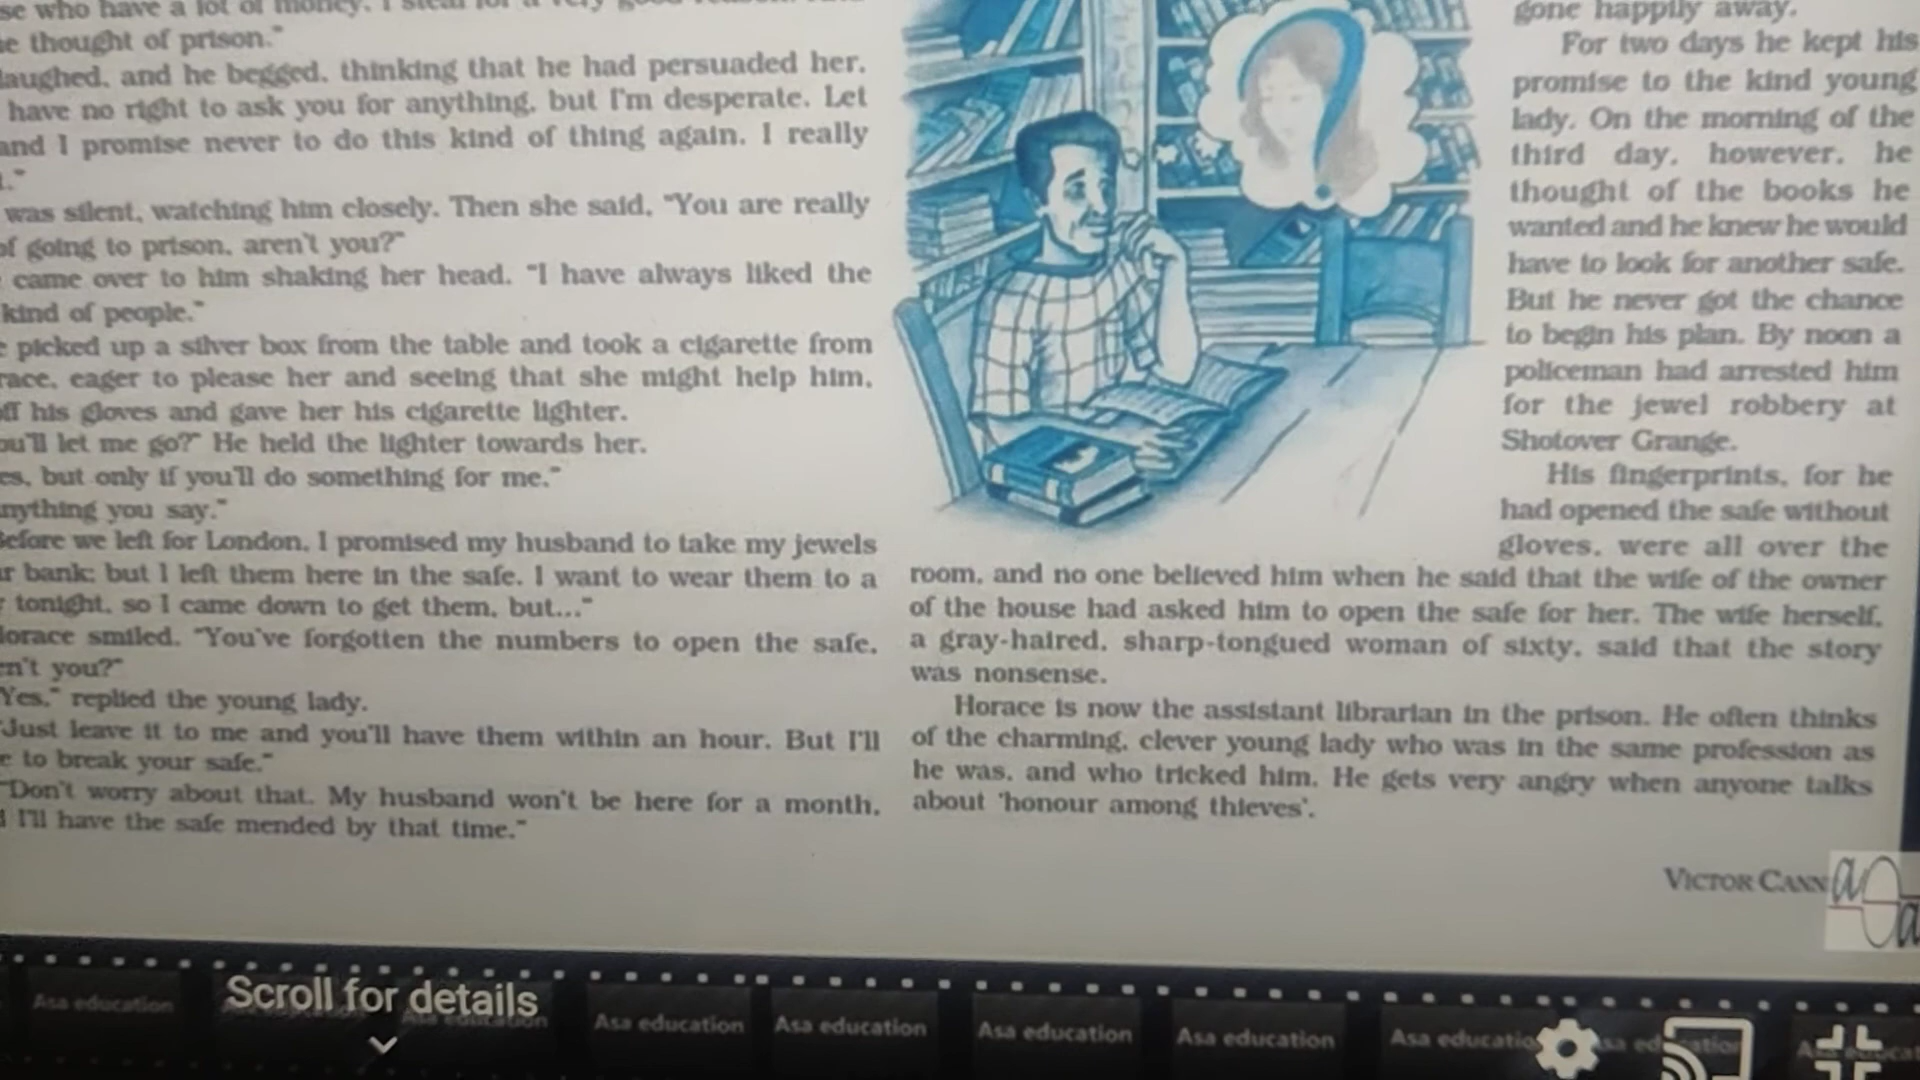 who have a lot of money. I steal for a very good reason.
thought of prison."
laughed, and he begged, thinking that he had persuaded her.
have no right to ask you for anything, but I'm desperate. Let
and I promise never to do this kind of thing again. I really
was silent, watching him closely. Then she said, "You are really
of going to prison, aren't you?"
came over to him shaking her head. "I have always liked the
kind of people."
picked up a silver box from the table and took a cigarette from
eager to please her and seeing that she might help him,
his gloves and gave her his cigarette lighter.
let me go?" He held the lighter towards her.
but only if you'll do something for me."
you say."
Before we left for London, I promised my husband to take my jewels
bank; but I left them here in the safe. I want to wear them to a
tonight, so I came down to get them, but..."
Horace smiled. "You've forgotten the numbers to open the safe,
you?"
Yes," replied the young lady.
"Just leave it to me and you'll have them within an hour. But I'll
to break your safe."
"Don't worry about that. My husband won't be here for a month,
I'll have the safe mended by that time."
gone happily away.
For two days he kept his
promise to the kind young
lady. On the morning of the
third day, however, he
thought of the books he
wanted and he knew he would
have to look for another safe.
But he never got the chance
to begin his plan. By noon a
policeman had arrested him
for the jewel robbery at
Shotover Grange.
His fingerprints, for he
had opened the safe without
gloves, were all over the
room, and no one believed him when he said that the wife of the owner
of the house had asked him to open the safe for her. The wife herself,
a gray-haired, sharp-tongued woman of sixty, said that the story
was nonsense.
Horace is now the assistant librarian in the prison. He often thinks
of the charming, clever young lady who was in the same profession as
he was, and who tricked him. He gets very angry when anyone talks
about 'honour among thieves'.
VICTOR CANN
asa
Scroll for details
Asa education
Asa education
Asa education
Asa education
Asa education
Asa education